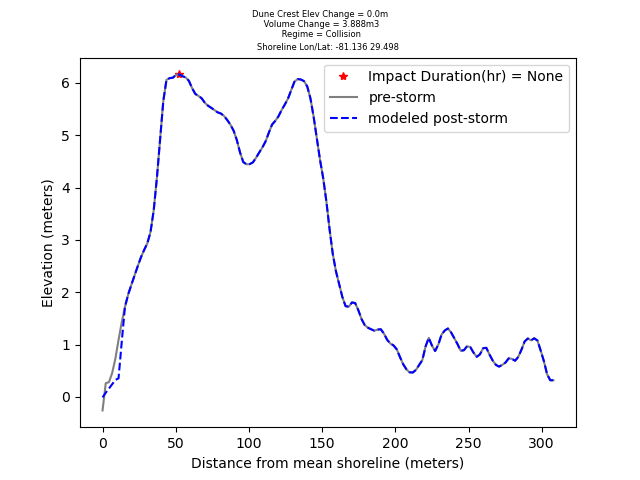 Dune Crest Elev Change = 0.0m
Volume Change = 3.888m3
Regime = Collision
Shoreline Lon/Lat: -81.136 29.498
Impact Duration(hr) = None
pre-storm
modeled post-storm
Elevation (meters)
6
5
4
3
2
1
0
0 50 100 150 200 250 300
Distance from mean shoreline (meters)